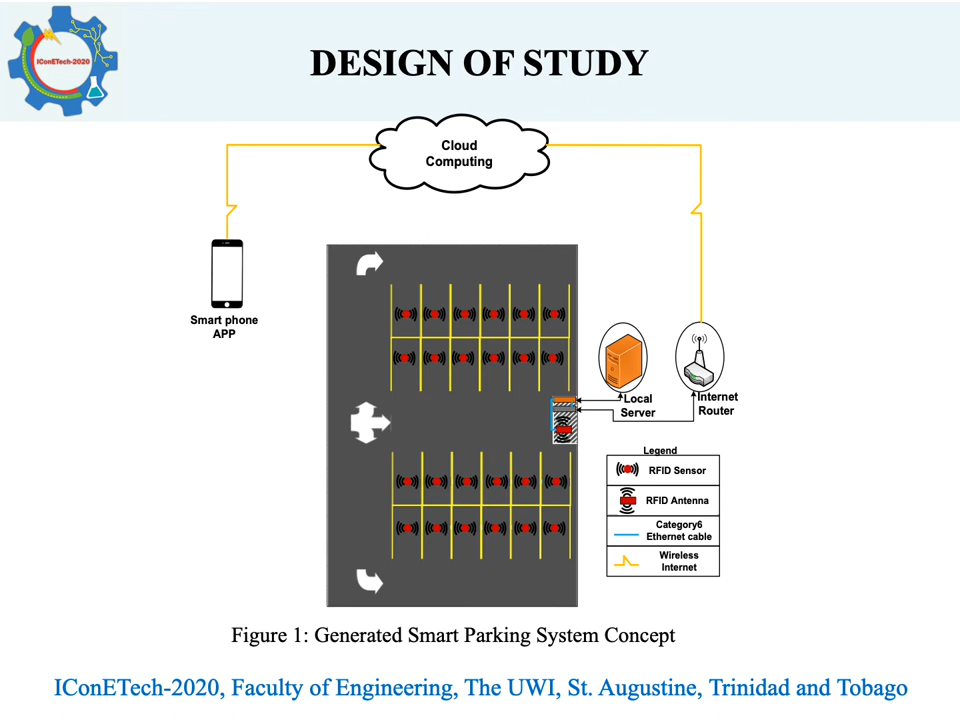 IConETech-2020
DESIGN OF STUDY
Cloud
Computing
Smart phone
APP
Local
Server
Internet
Router
Legend
RFID Sensor
RFID Antenna
Category6
Ethernet cable
Wireless
Internet
Figure 1: Generated Smart Parking System Concept
IConETech-2020, Faculty of Engineering, The UWI, St. Augustine, Trinidad and Tobago